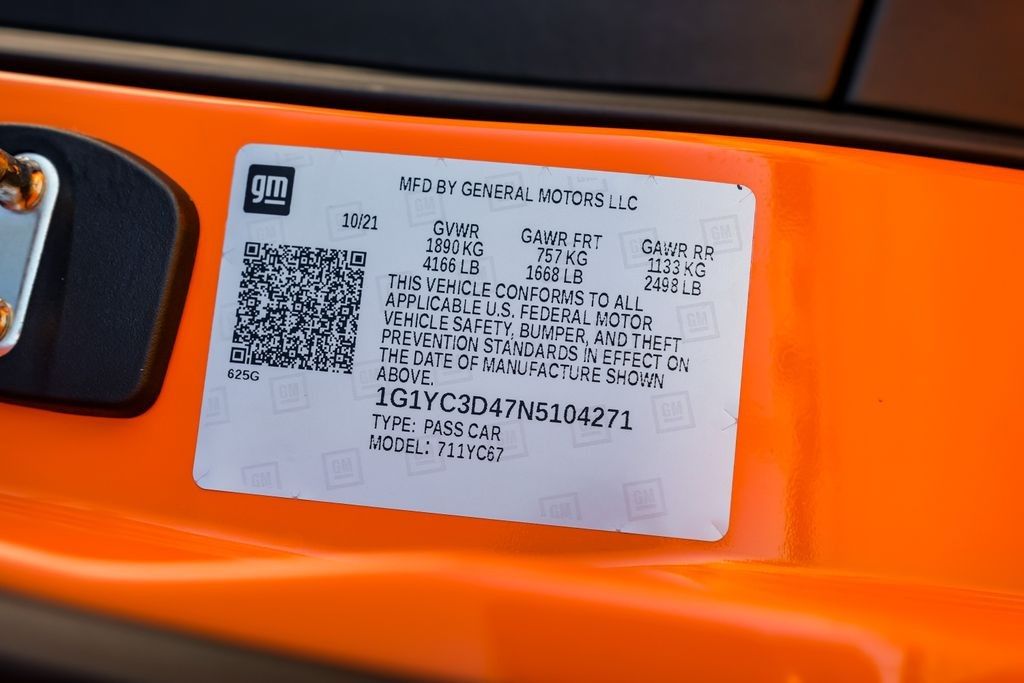 gm
MFD BY GENERAL MOTORS LLC
10/21
GVWR
1890 KG
4166 LB
GAWR FRT
757 KG
1668 LB
GAWR RR
1133 KG
2498 LB
THIS VEHICLE CONFORMS TO ALL
APPLICABLE U.S. FEDERAL MOTOR
VEHICLE SAFETY, BUMPER, AND THEFT
PREVENTION STANDARDS IN EFFECT ON
THE DATE OF MANUFACTURE SHOWN
ABOVE.
625G
1G1YC3D47N5104271
TYPE: PASS CAR
MODEL: 711YC67